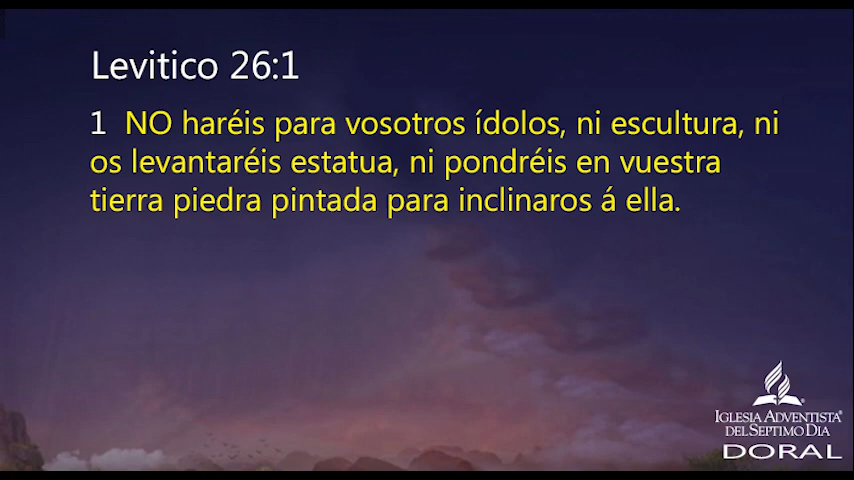 Levitico 26:1
1 NO haréis para vosotros ídolos, ni escultura, ni
os levantaréis estatua, ni pondréis en vuestra
tierra piedra pintada para inclinaros á ella.
IGLESIA ADVENTISTA®
DEL SEPTIMO DIA
DORAL